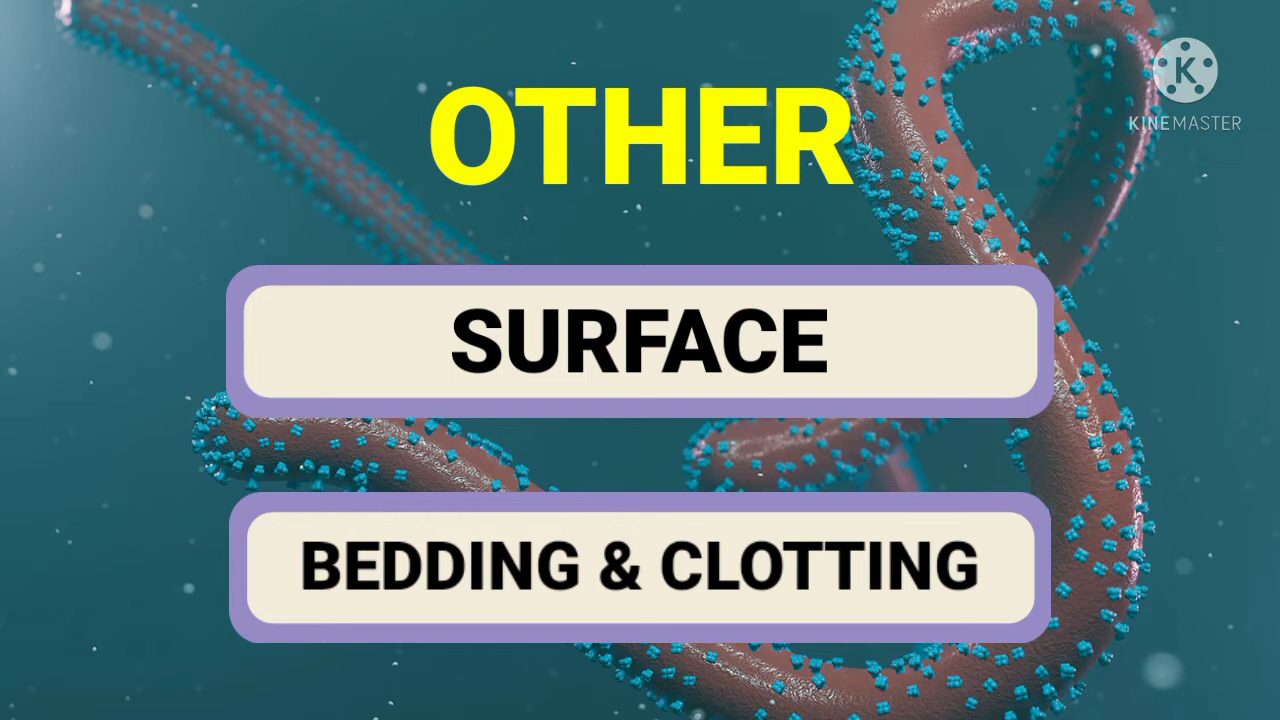 OTHER
K
KINEMASTER
SURFACE
BEDDING & CLOTTING